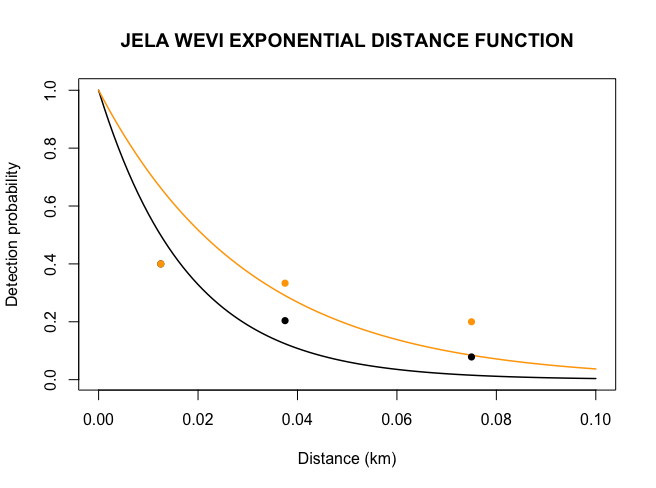 JELA WEVI EXPONENTIAL DISTANCE FUNCTION
Detection probability
1.0
0.8
0.6
0.4
0.2
0.0
0.00 0.02 0.04 0.06 0.08 0.10
Distance (km)